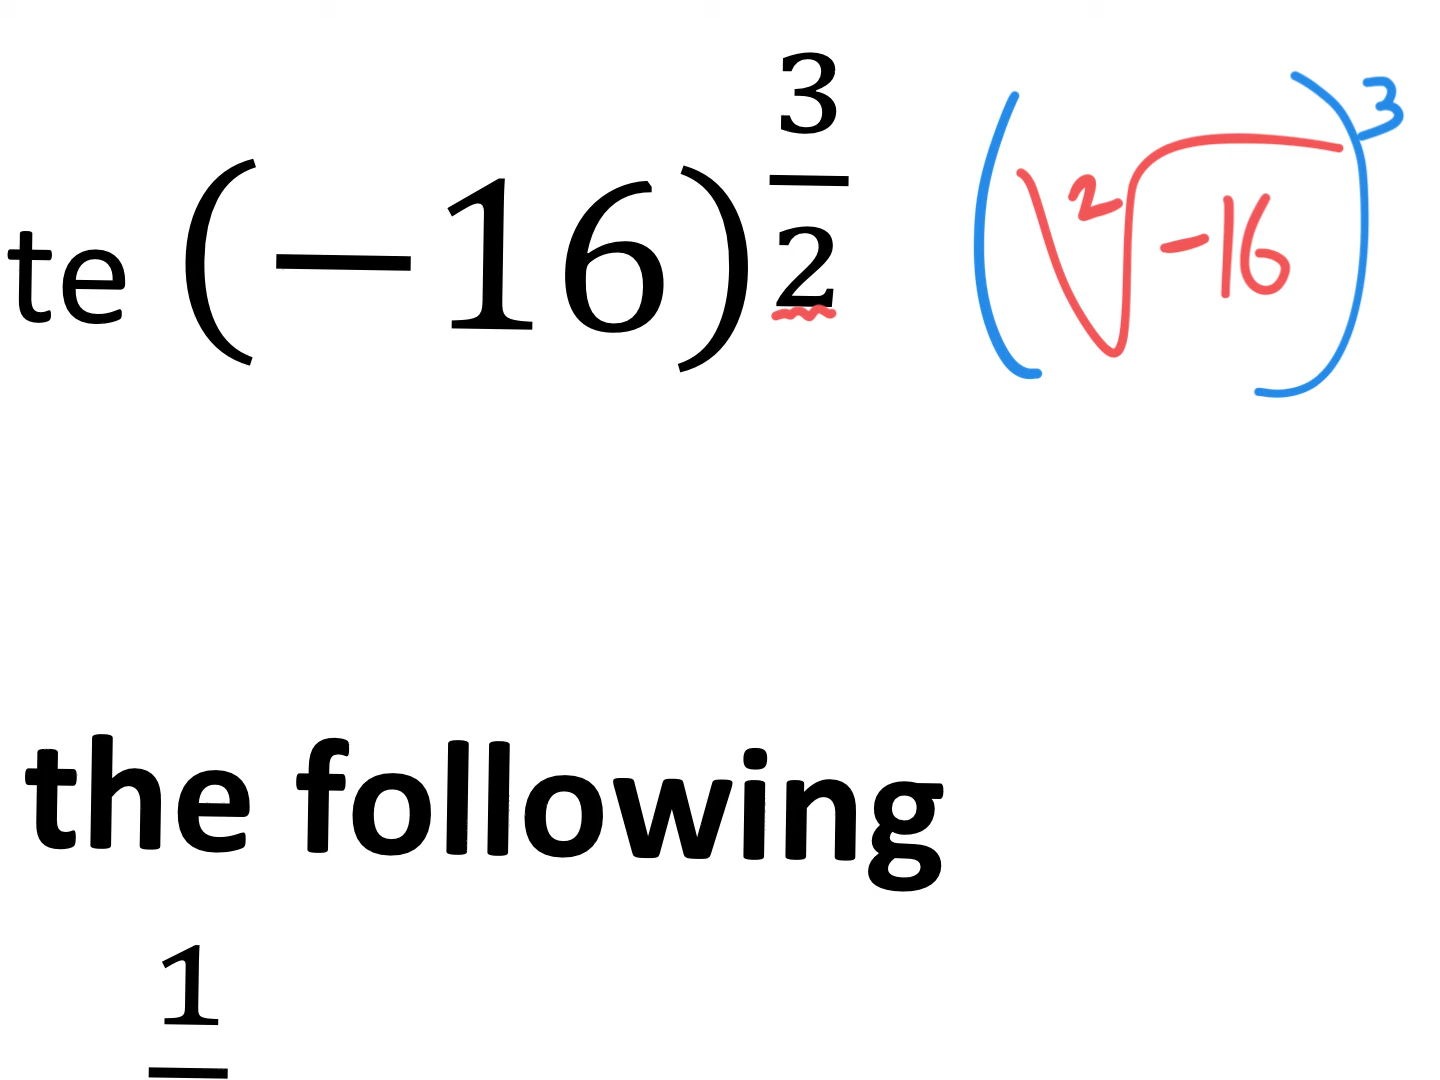 te (−16)^(3/2) (²√−16)³
the following
1